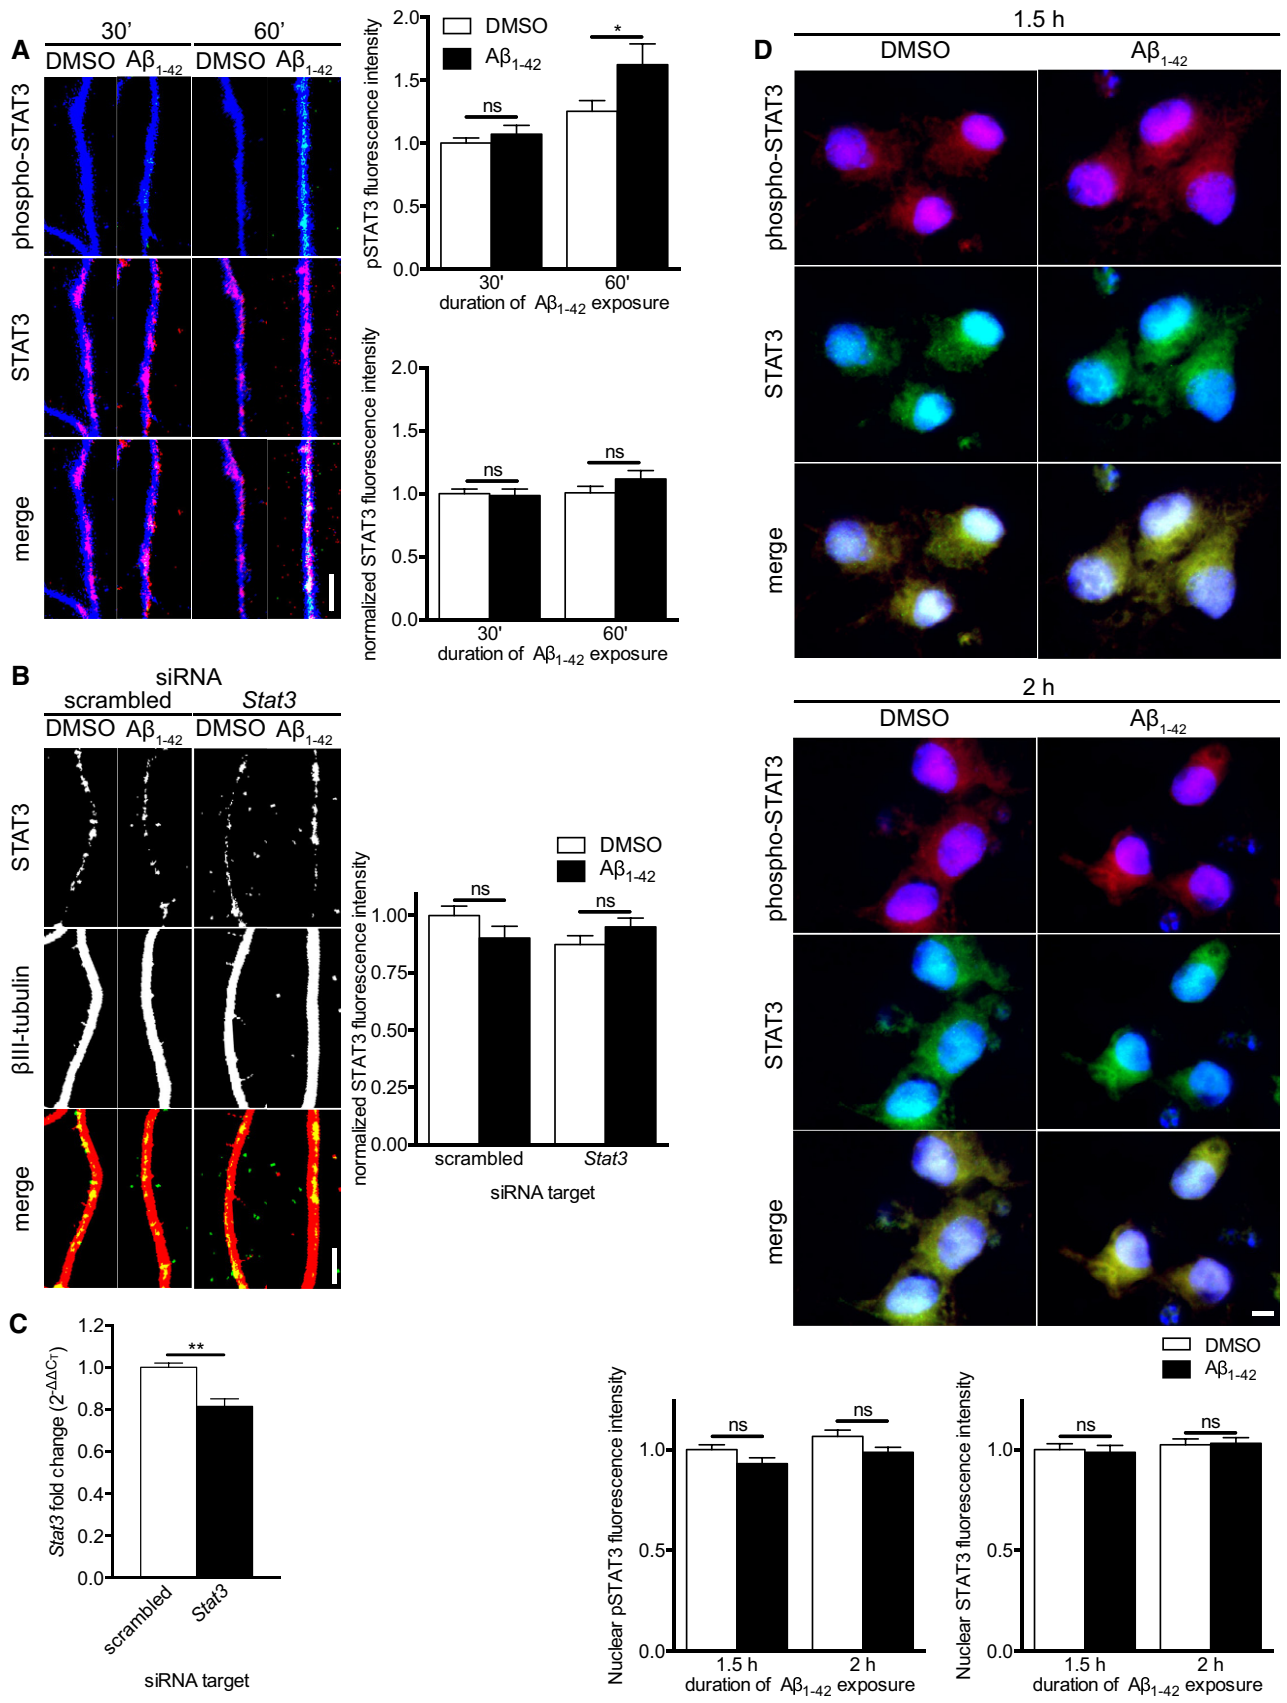 A
30' 60'
DMSO Aβ1-42 DMSO Aβ1-42
phospho-STAT3
STAT3
merge
2.0
1.5
1.0
0.5
0.0
pSTAT3 fluorescence intensity
DMSO
Aβ1-42
ns
*
30' 60'
duration of Aβ1-42 exposure
2.0
1.5
1.0
0.5
0.0
normalized STAT3 fluorescence intensity
ns
ns
30' 60'
duration of Aβ1-42 exposure
B
siRNA
scrambled Stat3
DMSO Aβ1-42 DMSO Aβ1-42
STAT3
βIII-tubulin
merge
DMSO
Aβ1-42
normalized STAT3 fluorescence intensity
1.00
0.75
0.50
0.25
0.00
ns
ns
scrambled Stat3
siRNA target
C
Stat3 fold change (2-ΔΔCT)
1.2
1.0
0.8
0.6
0.4
0.2
0.0
**
scrambled Stat3
siRNA target
D
1.5 h
DMSO Aβ1-42
phospho-STAT3
STAT3
merge
2 h
DMSO Aβ1-42
phospho-STAT3
STAT3
merge
DMSO
Aβ1-42
Nuclear pSTAT3 fluorescence intensity
1.0
0.5
0.0
ns
ns
1.5 h 2 h
duration of Aβ1-42 exposure
Nuclear STAT3 fluorescence intensity
1.0
0.5
0.0
ns
ns
1.5 h 2 h
duration of Aβ1-42 exposure